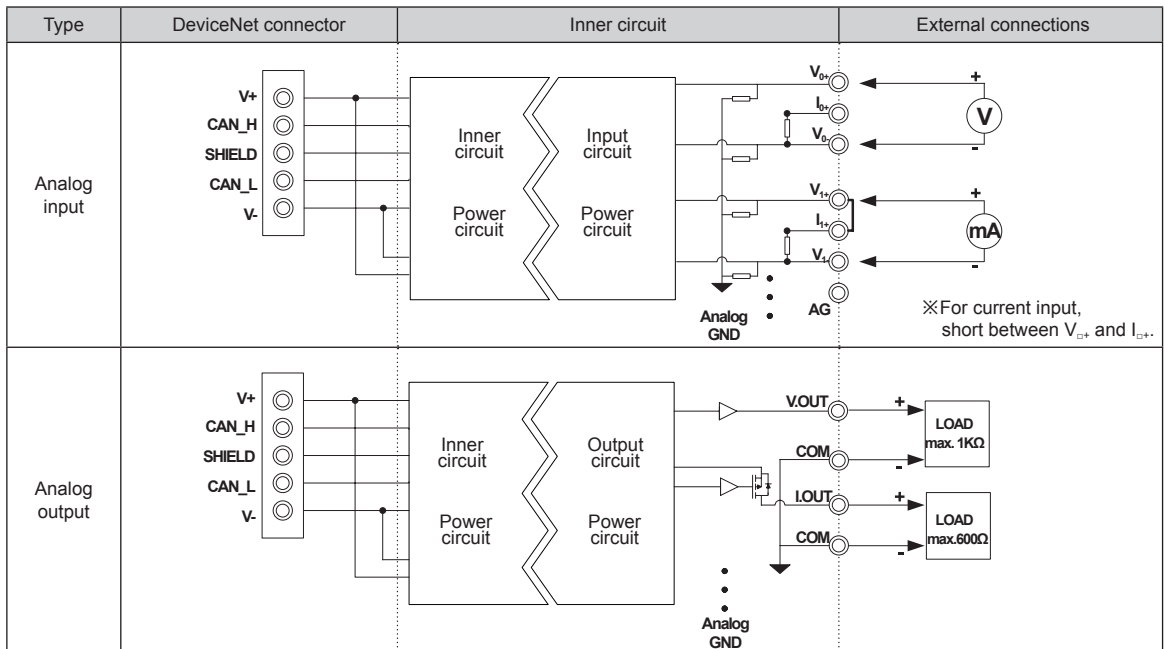 Type
DeviceNet connector
Inner circuit
External connections
Analog
input
V+
CAN_H
SHIELD
CAN_L
V-
Inner
circuit
Power
circuit
Input
circuit
Power
circuit
V0+
I0+
V0-
V1+
I1+
V1-
AG
Analog
GND
+
V
-
+
mA
-
※For current input,
short between V□+ and I□+.
Analog
output
V+
CAN_H
SHIELD
CAN_L
V-
Inner
circuit
Power
circuit
Output
circuit
Power
circuit
V.OUT
COM
I.OUT
COM
Analog
GND
+
LOAD
max. 1KΩ
-
+
LOAD
max.600Ω
-